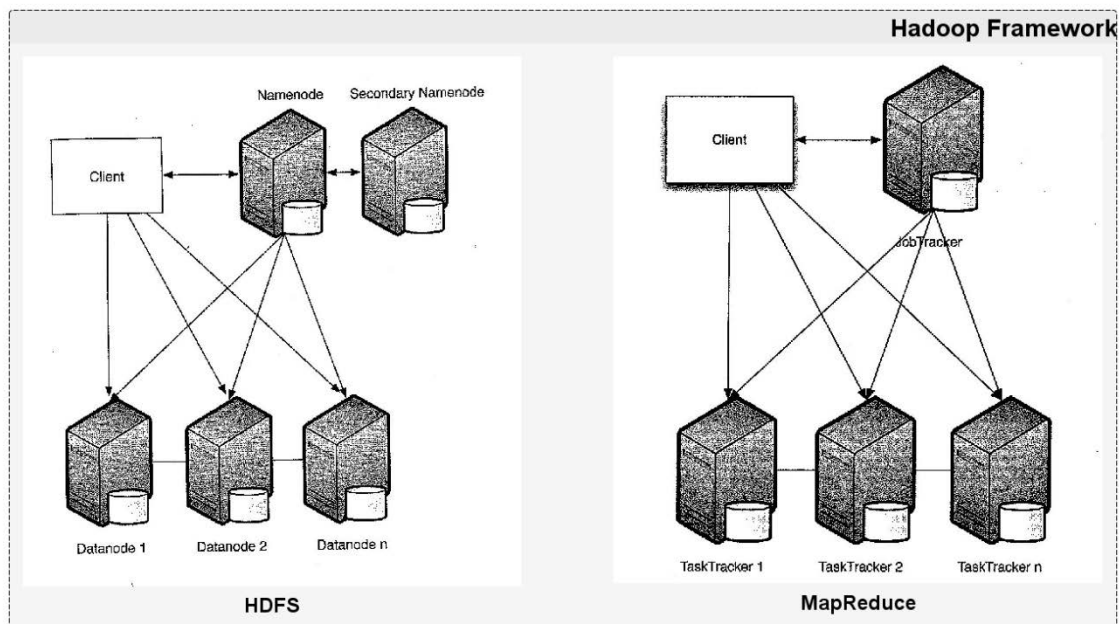 Hadoop Framework
Namenode
Secondary Namenode
Client
Datanode 1
Datanode 2
Datanode n
HDFS
Client
JobTracker
TaskTracker 1
TaskTracker 2
TaskTracker n
MapReduce